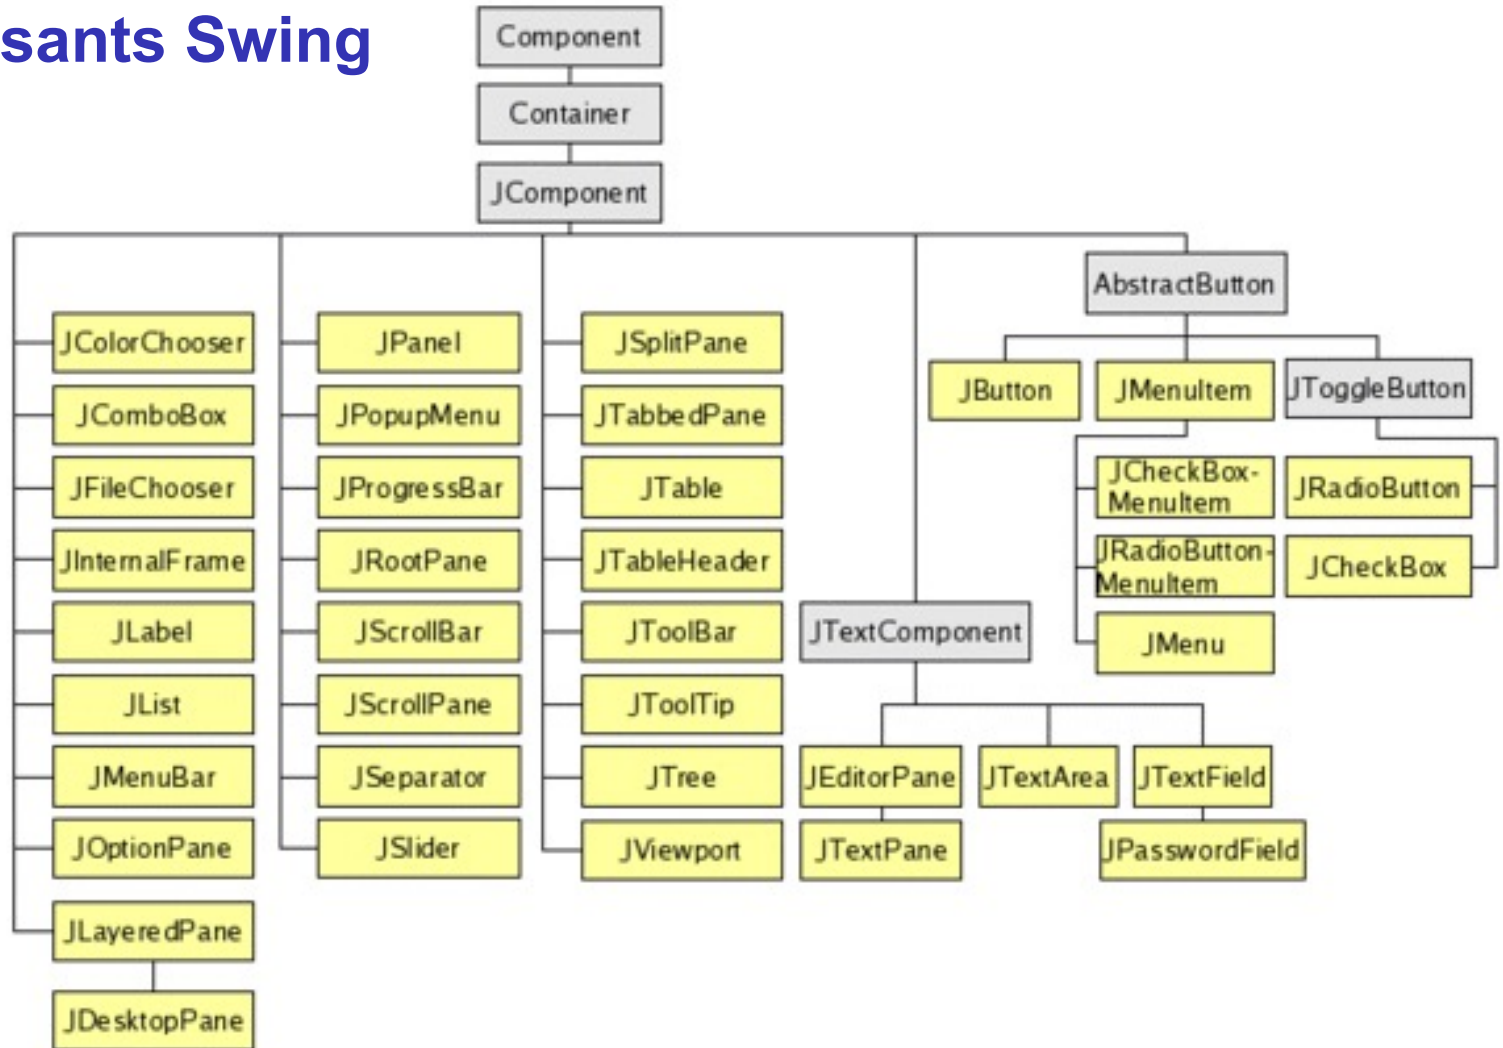 sants Swing
Component
Container
JComponent
AbstractButton
JColorChooser
JPanel
JSplitPane
JButton
JMenuItem
JToggleButton
JComboBox
JPopupMenu
JTabbedPane
JFileChooser
JProgressBar
JTable
JCheckBox-
MenuItem
JRadioButton
JInternalFrame
JRootPane
JTableHeader
JRadioButton-
MenuItem
JCheckBox
JLabel
JScrollBar
JToolBar
JTextComponent
JMenu
JList
JScrollPane
JToolTip
JMenuBar
JSeparator
JTree
JEditorPane
JTextArea
JTextField
JOptionPane
JSlider
JViewport
JTextPane
JPasswordField
JLayeredPane
JDesktopPane